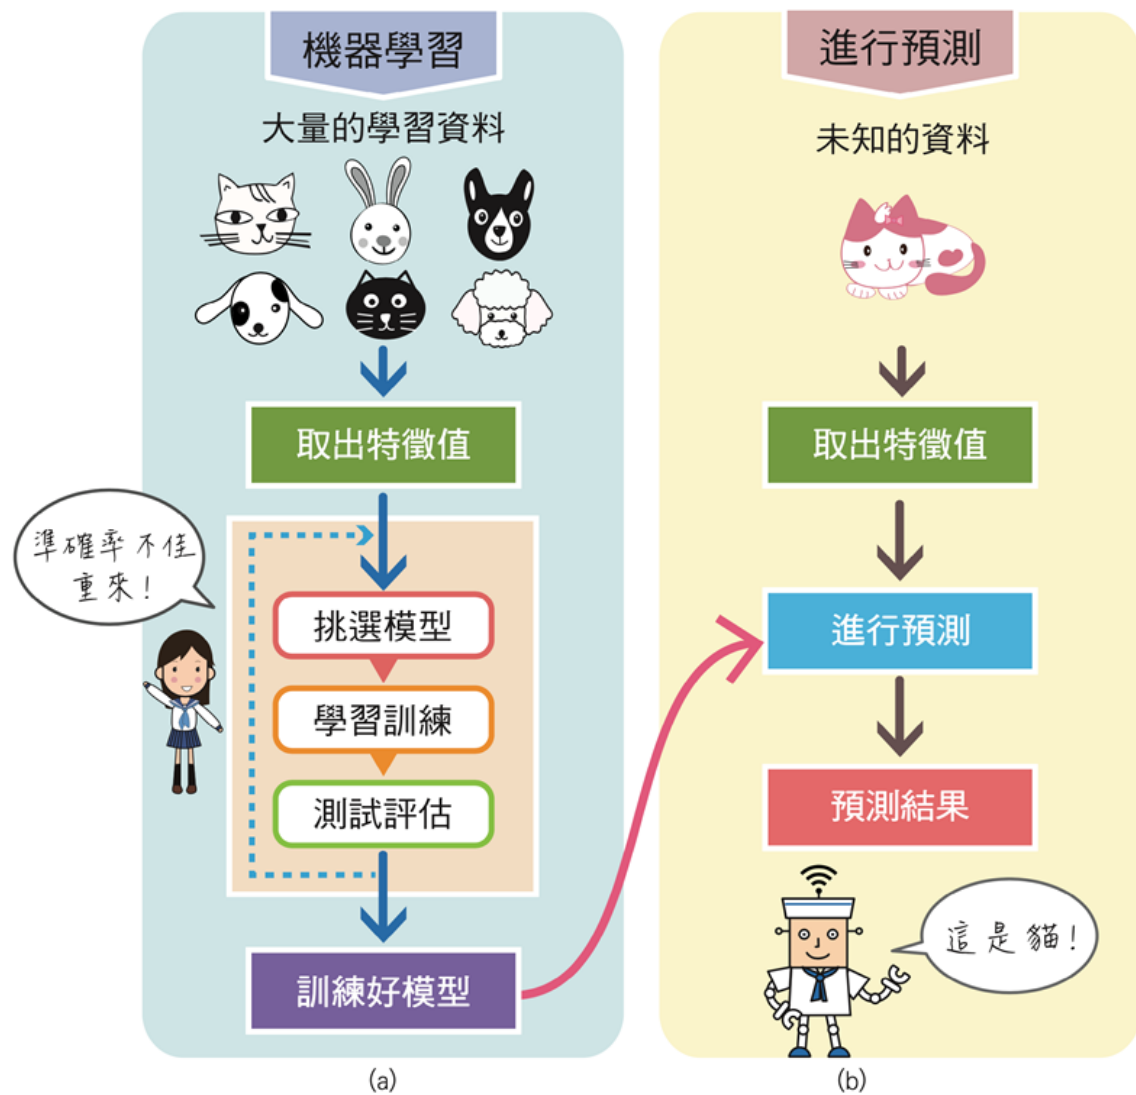 機器學習
大量的學習資料
取出特徵值
準確率不佳
重來!
挑選模型
學習訓練
測試評估
訓練好模型
(a)
進行預測
未知的資料
取出特徵值
進行預測
預測結果
這是貓!
(b)